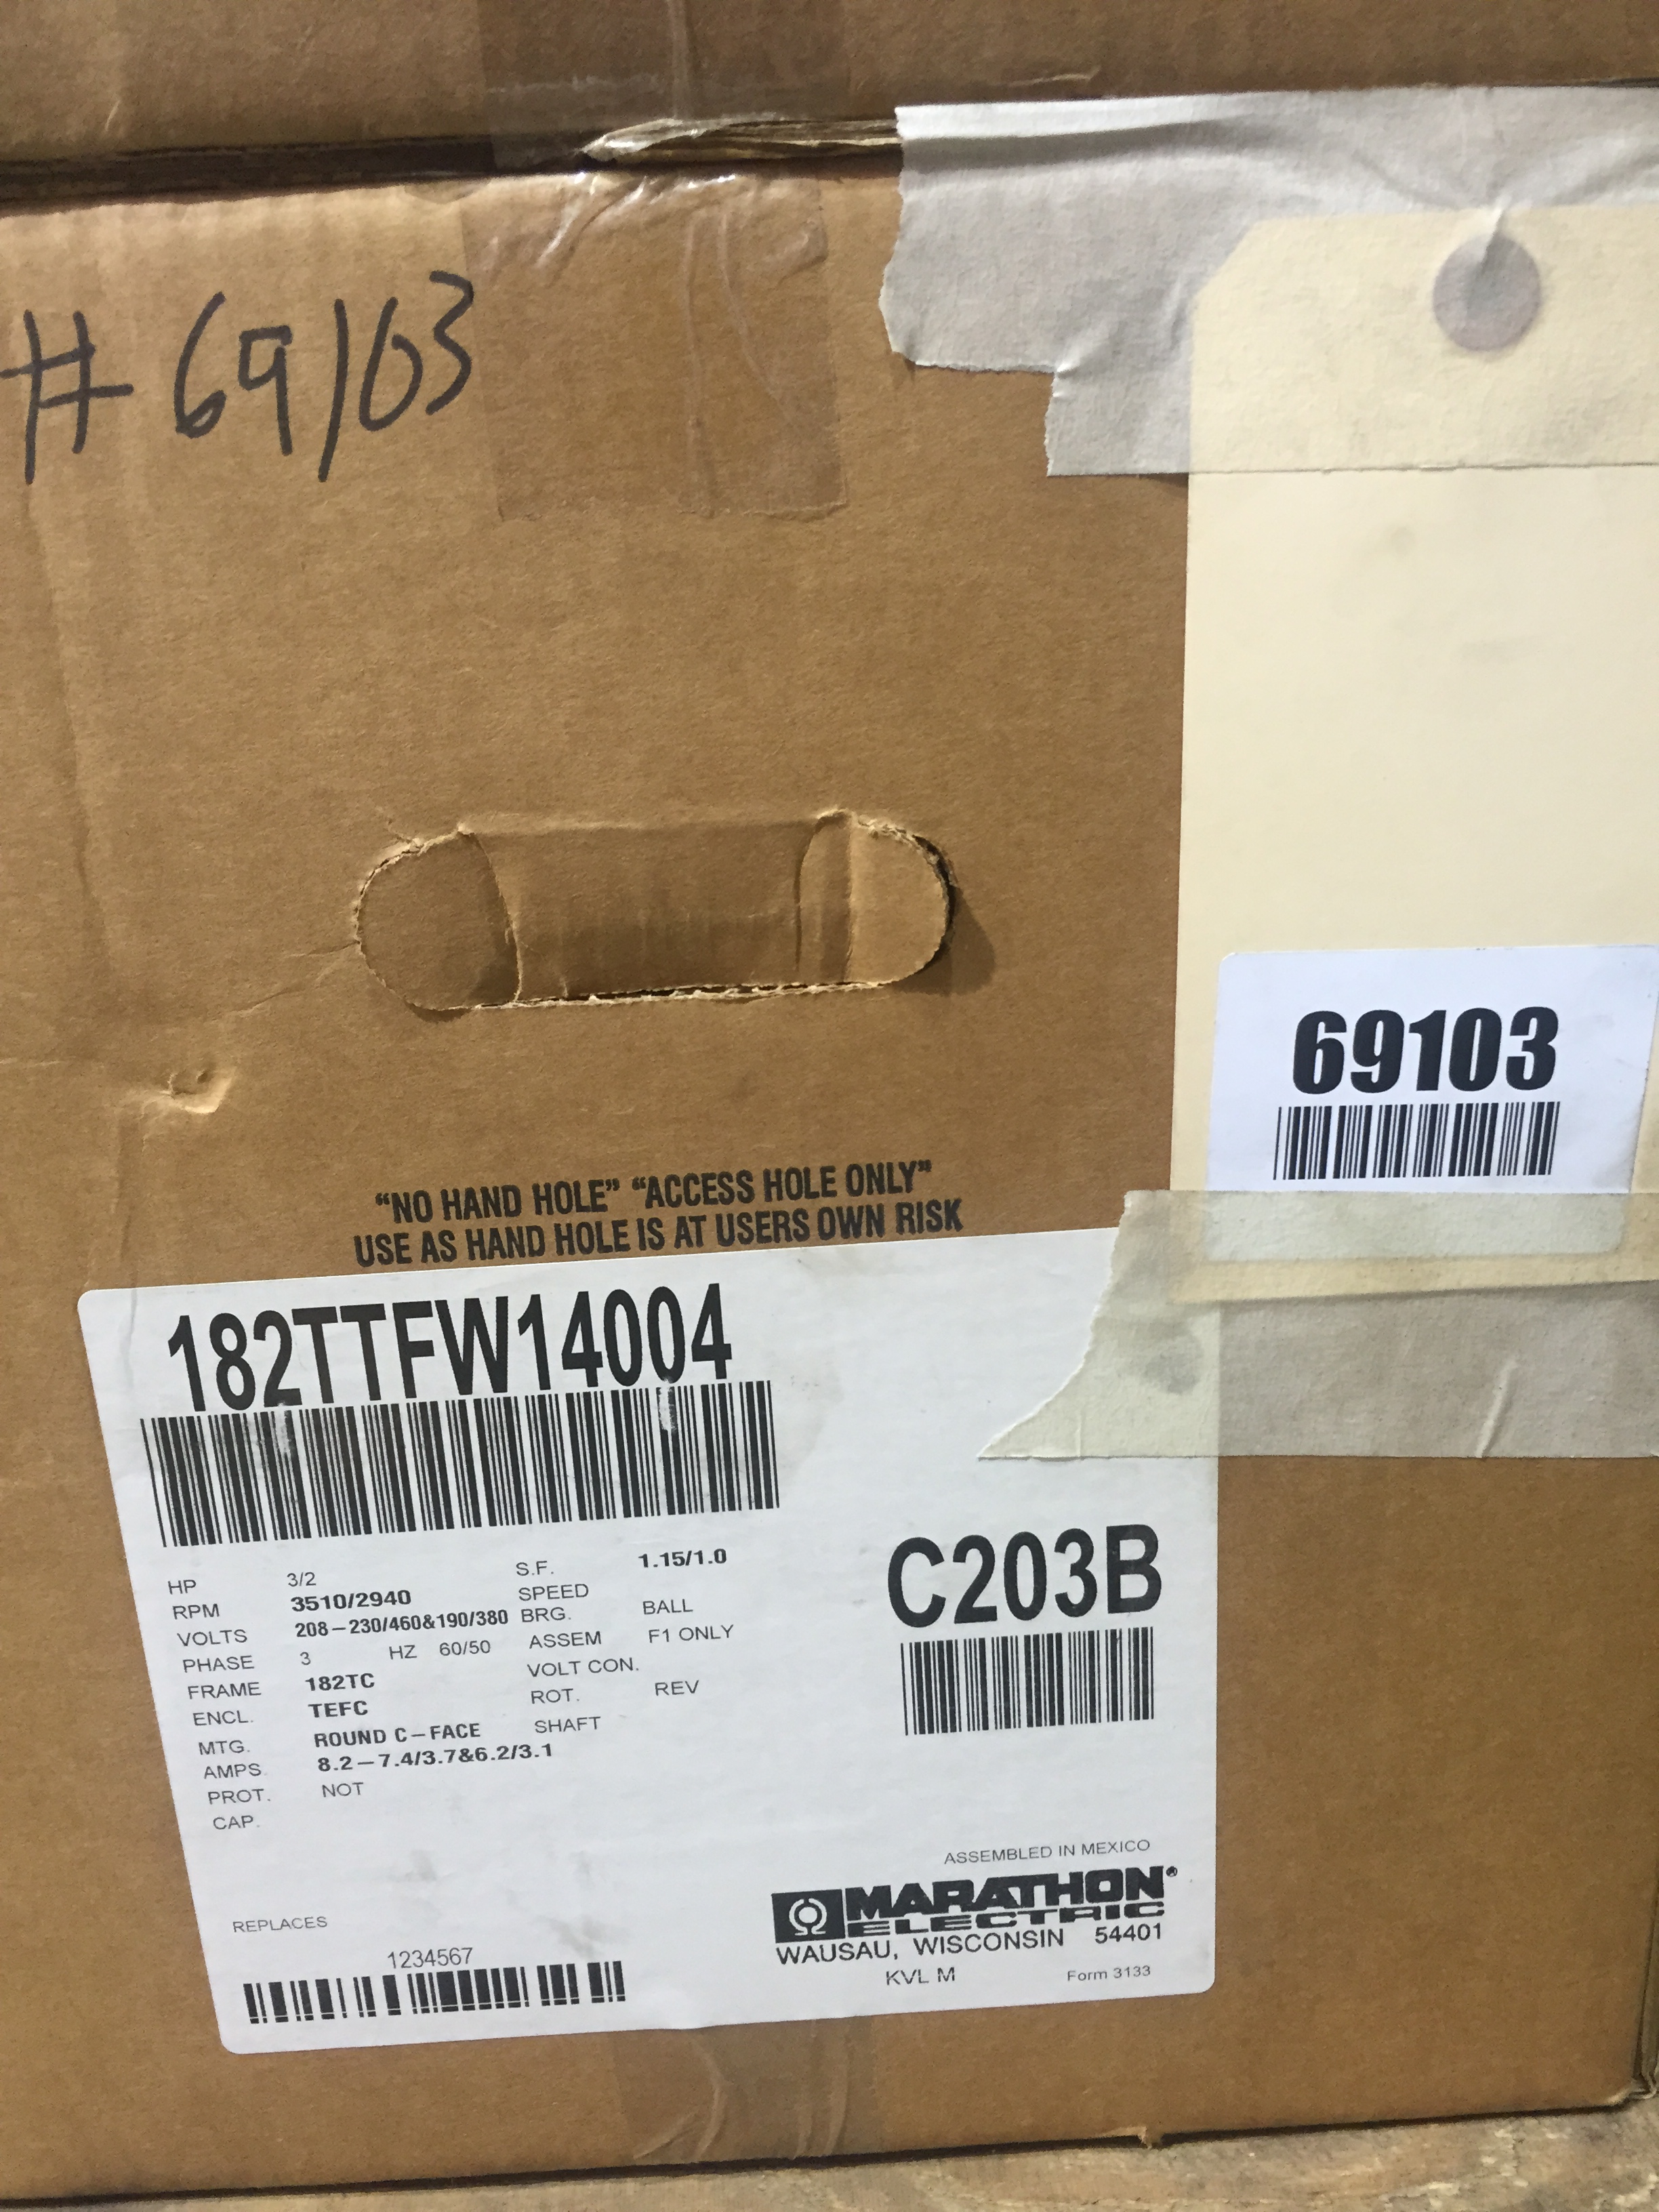 # 69103
69103
“NO HAND HOLE” “ACCESS HOLE ONLY”
USE AS HAND HOLE IS AT USERS OWN RISK
182TTFW14004
C203B
HP 3/2 S.F. 1.15/1.0
RPM 3510/2940 SPEED
VOLTS 208-230/460&190/380 BRG. BALL
PHASE 3 HZ 60/50 ASSEM F1 ONLY
FRAME 182TC VOLT CON.
ENCL. TEFC ROT. REV
MTG. ROUND C-FACE SHAFT
AMPS 8.2-7.4/3.7&6.2/3.1
PROT. NOT
CAP.
ASSEMBLED IN MEXICO
MARATHON®
ELECTRIC
WAUSAU, WISCONSIN 54401
KVL M Form 3133
REPLACES
1234567